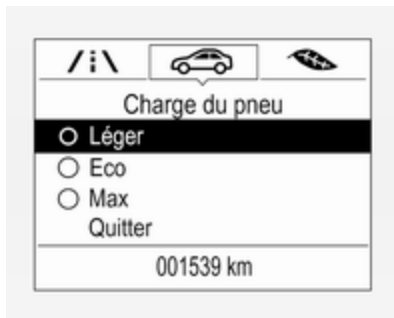 Charge du pneu
Léger
Eco
Max
Quitter
001539 km